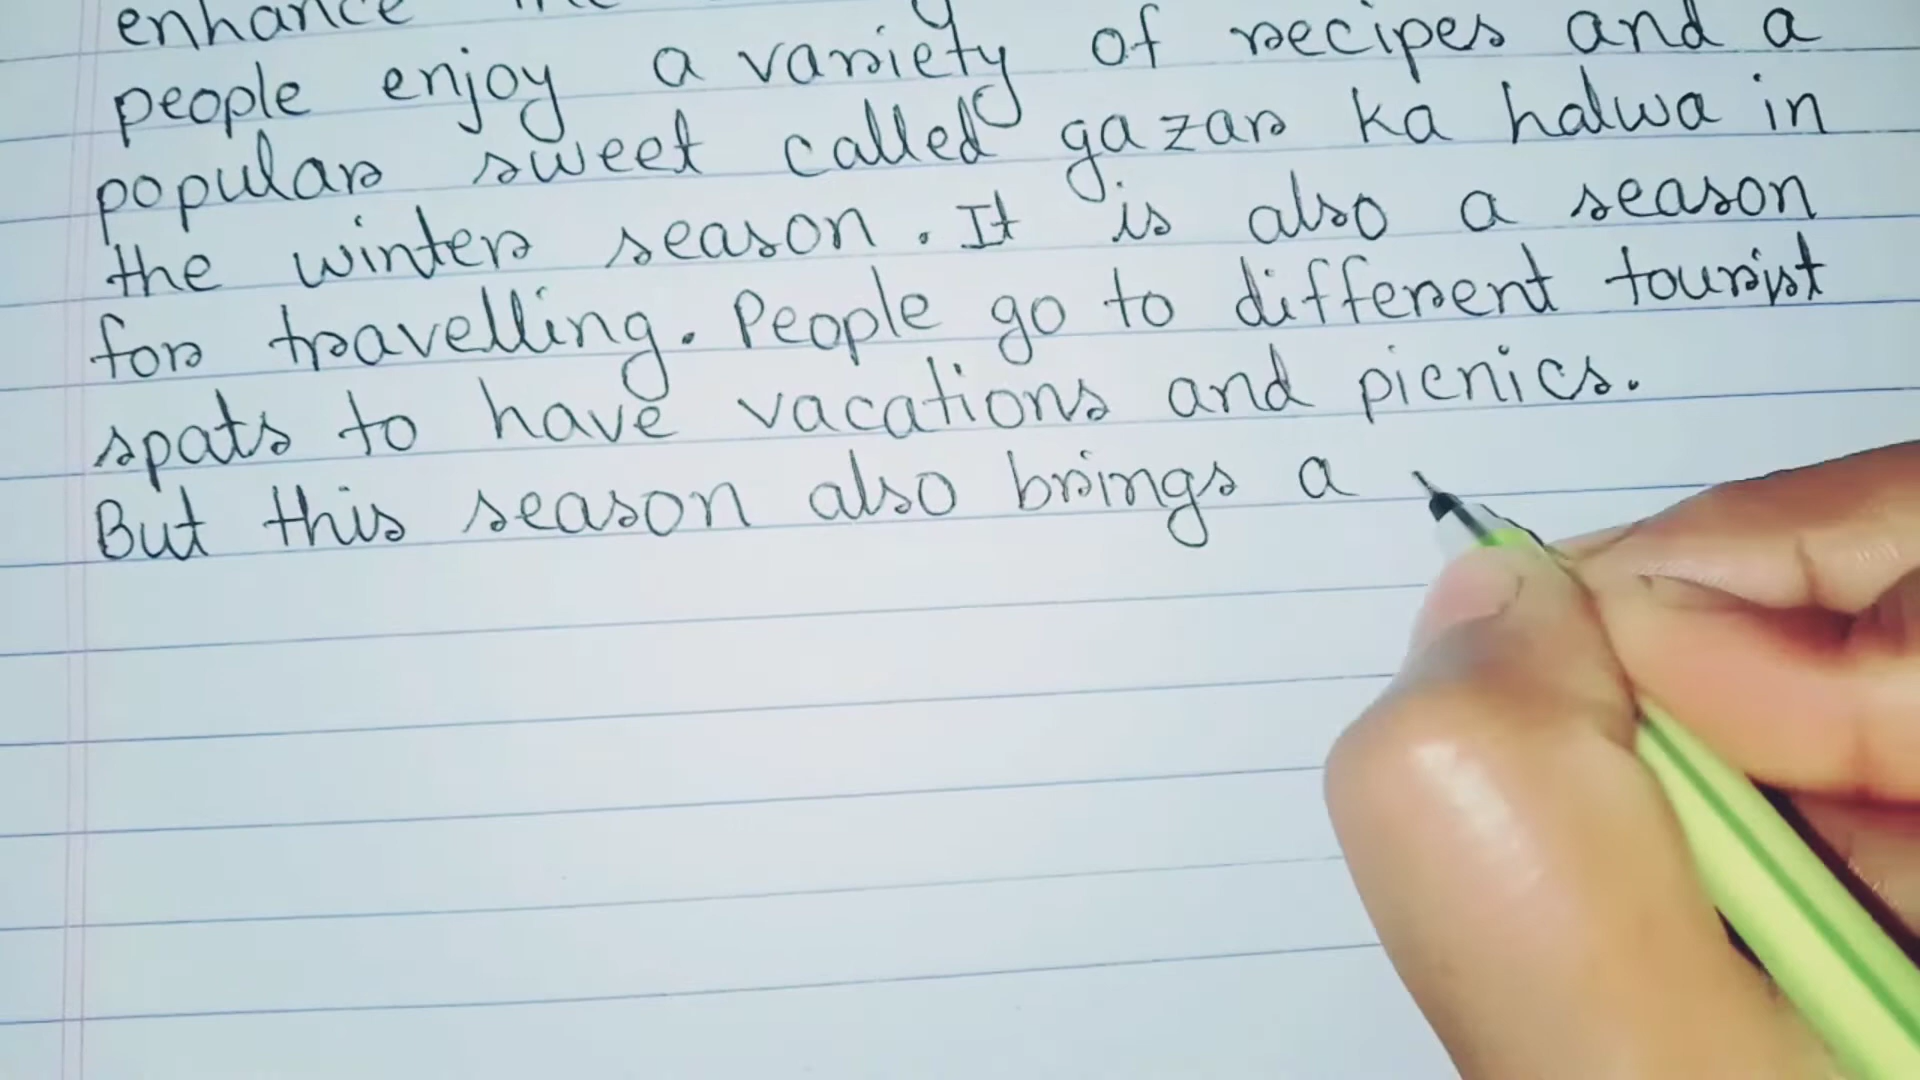 enhance
people enjoy a variety of recipes and a
popular sweet called gazar ka halwa in
the winter season. It is also a season
for travelling. People go to different tourist
spats to have vacations and picnics.
But this season also brings a